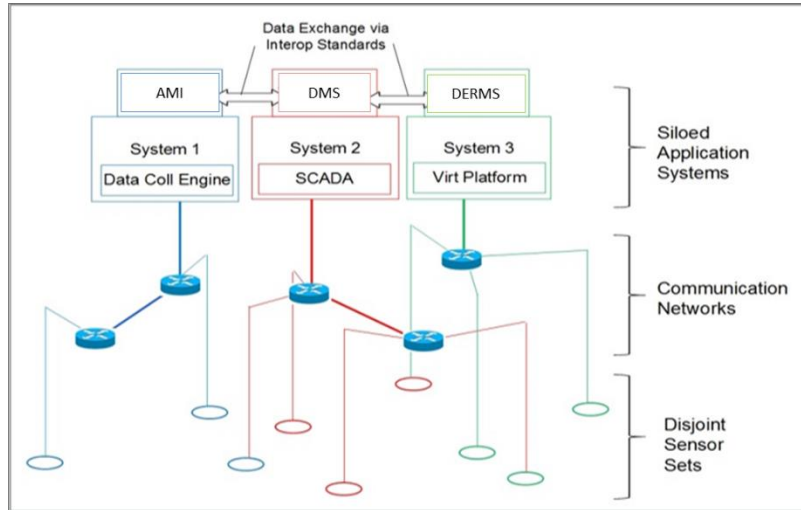 Data Exchange via
Interop Standards
AMI
DMS
DERMS
System 1
System 2
System 3
Data Coll Engine
SCADA
Virt Platform
Siloed
Application
Systems
Communication
Networks
Disjoint
Sensor
Sets